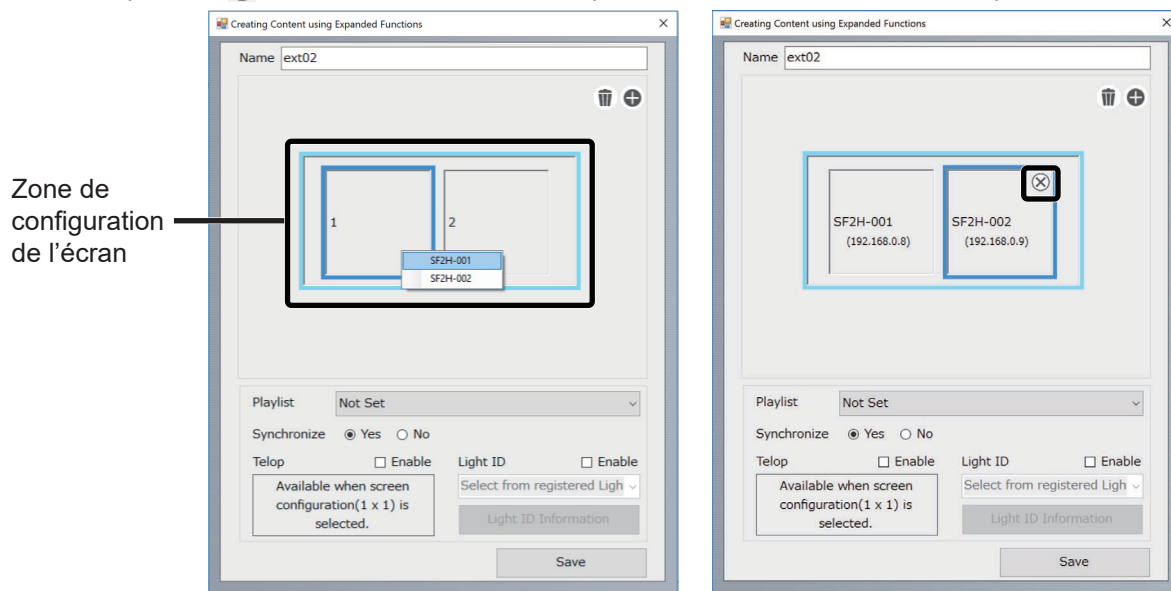 Creating Content using Expanded Functions
Name ext02
1
2
SF2H-001
SF2H-002
Zone de
configuration
de l'écran
Playlist Not Set
Synchronize Yes No
Telop Enable Light ID Enable
Available when screen
configuration(1 x 1) is
selected.
Select from registered Ligh
Light ID Information
Save
Creating Content using Expanded Functions
Name ext02
SF2H-001
(192.168.0.8)
SF2H-002
(192.168.0.9)
Playlist Not Set
Synchronize Yes No
Telop Enable Light ID Enable
Available when screen
configuration(1 x 1) is
selected.
Select from registered Ligh
Light ID Information
Save